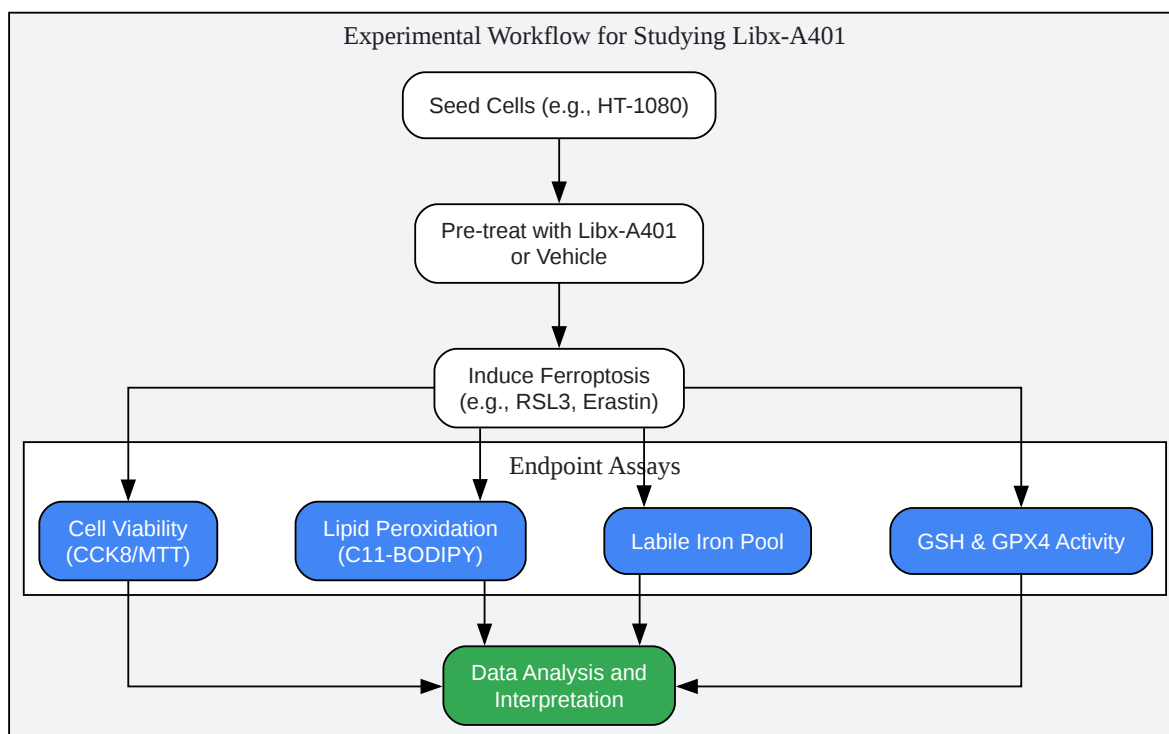 Experimental Workflow for Studying Libx-A401
Seed Cells (e.g., HT-1080)
Pre-treat with Libx-A401
or Vehicle
Induce Ferroptosis
(e.g., RSL3, Erastin)
Endpoint Assays
Cell Viability
(CCK8/MTT)
Lipid Peroxidation
(C11-BODIPY)
Labile Iron Pool
GSH & GPX4 Activity
Data Analysis and
Interpretation